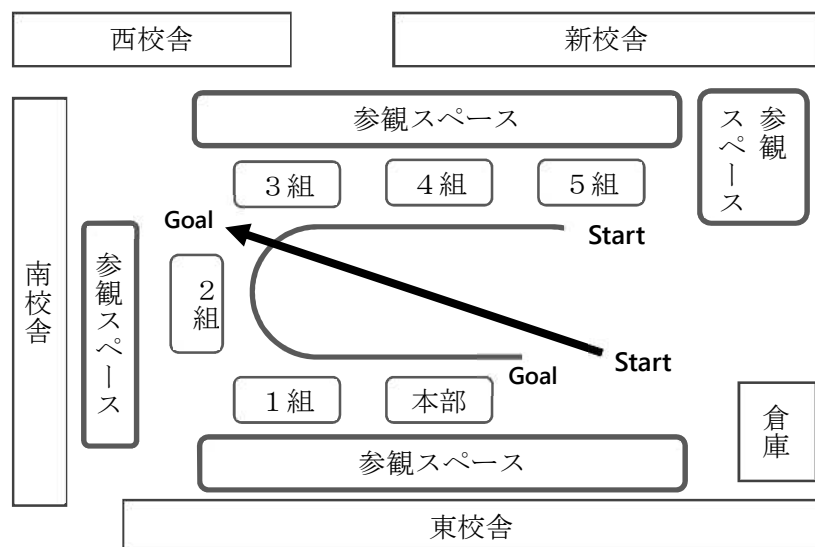 西校舎
新校舎
参観スペース
参観
スペース
3組
4組
5組
Goal
Start
南校舎
参観スペース
2組
Goal
Start
1組
本部
倉庫
参観スペース
東校舎